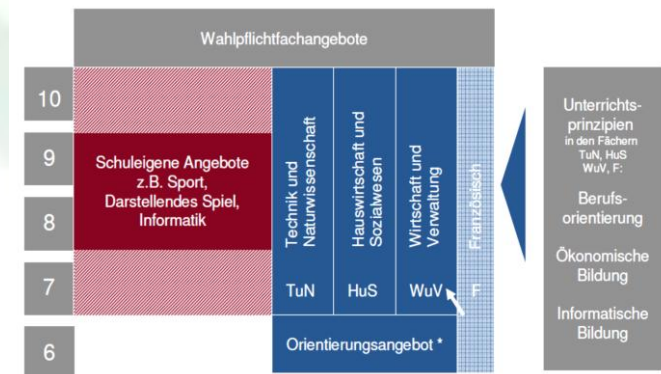 Wahlpflichtfachangebote
10
9
8
7
6
Schuleigene Angebote
z.B. Sport,
Darstellendes Spiel,
Informatik
Technik und
Naturwissenschaft
TuN
Hauswirtschaft und
Sozialwesen
HuS
Wirtschaft und
Verwaltung
WuV
Französisch
F
Orientierungsangebot *
Unterrichts-
prinzipien
in den Fächern
TuN, HuS
WuV, F:
Berufs-
orientierung
Ökonomische
Bildung
Informatische
Bildung